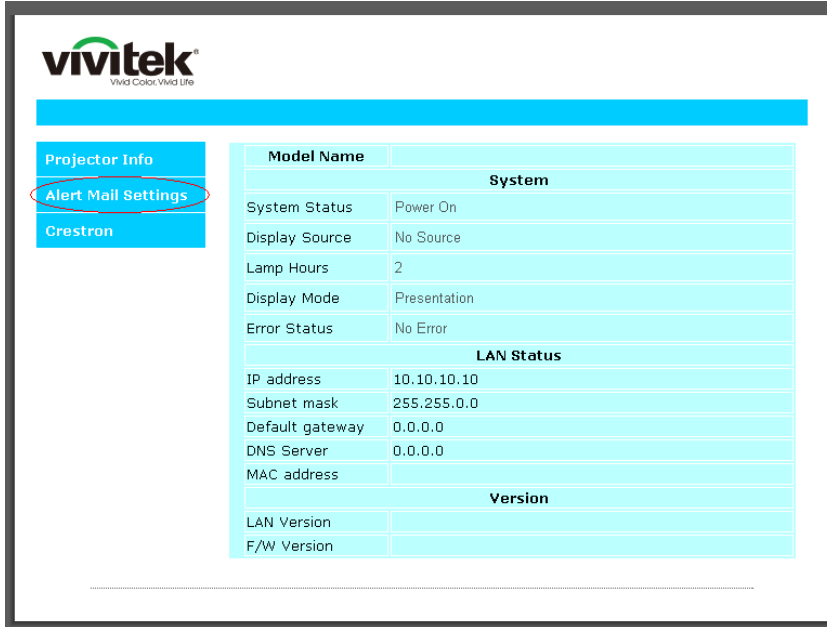 vivitek®
Vivid Color. Vivid Life
Projector Info
Alert Mail Settings
Crestron
Model Name
System
System Status Power On
Display Source No Source
Lamp Hours 2
Display Mode Presentation
Error Status No Error
LAN Status
IP address 10.10.10.10
Subnet mask 255.255.0.0
Default gateway 0.0.0.0
DNS Server 0.0.0.0
MAC address
Version
LAN Version
F/W Version